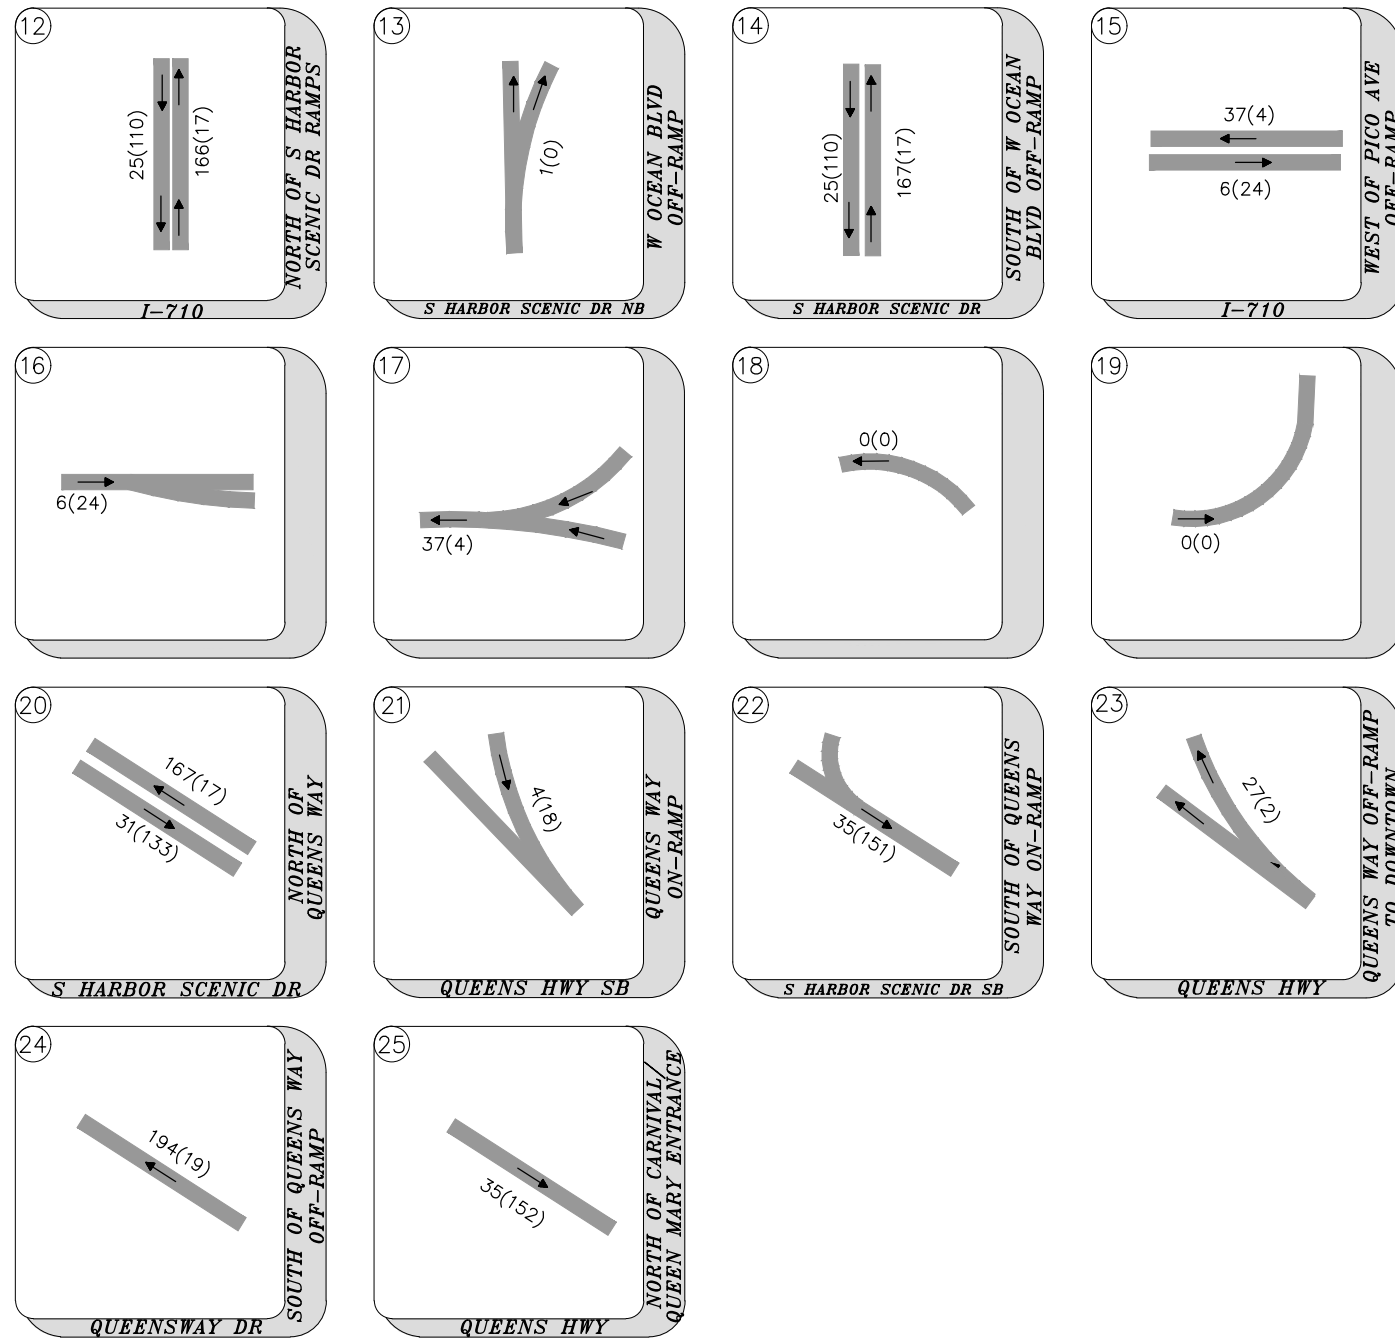 12
25(10)
166(17)
NORTH OF S HARBOR
SCENIC DR RAMPS
I-710
13
1(0)
W OCEAN BLVD
OFF-RAMP
S HARBOR SCENIC DR NB
14
25(110)
167(17)
SOUTH OF W OCEAN
BLVD OFF-RAMP
S HARBOR SCENIC DR
15
37(4)
6(24)
WEST OF PICO AVE
OFF-RAMP
I-710
16
6(24)
17
37(4)
18
0(0)
19
0(0)
20
167(17)
31(133)
NORTH OF
QUEENS WAY
S HARBOR SCENIC DR
21
4(18)
QUEENS WAY
ON-RAMP
QUEENS HWY SB
22
35(151)
SOUTH OF QUEENS
WAY ON-RAMP
S HARBOR SCENIC DR SB
23
27(2)
QUEENS WAY OFF-RAMP
TO DOWNTOWN
QUEENS HWY
24
194(19)
SOUTH OF QUEENS WAY
OFF-RAMP
QUEENSWAY DR
25
35(152)
NORTH OF CARNIVAL/
QUEEN MARY ENTRANCE
QUEENS HWY